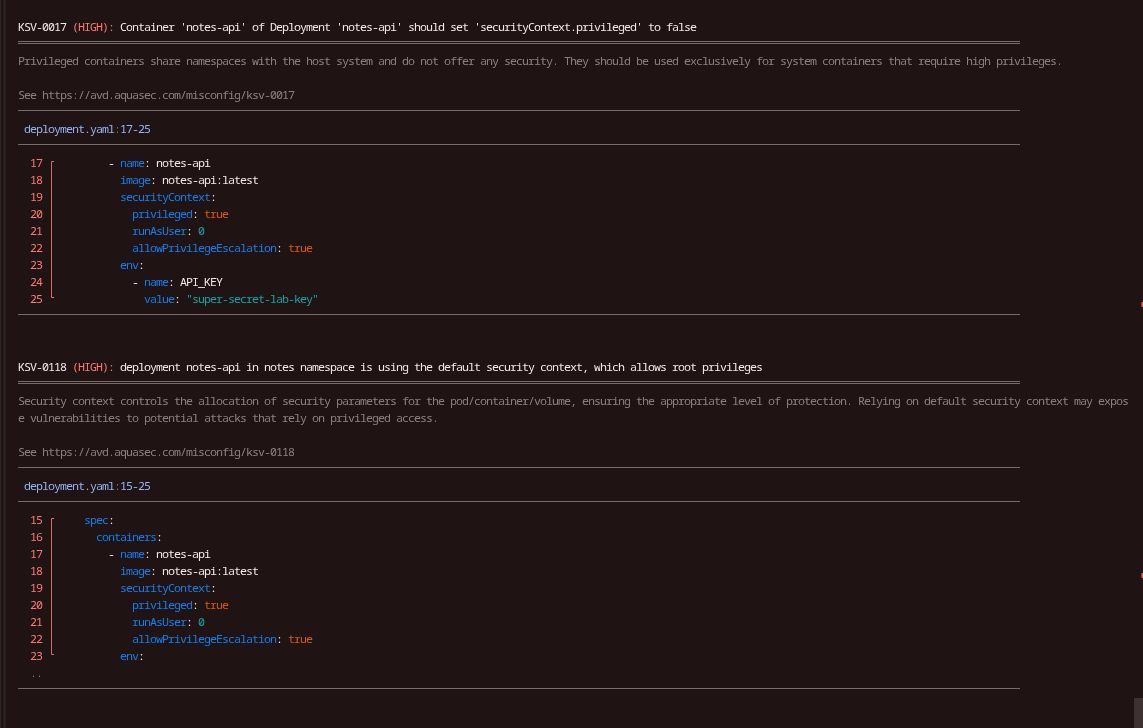 KSV-0017 (HIGH): Container 'notes-api' of Deployment 'notes-api' should set 'securityContext.privileged' to false
Privileged containers share namespaces with the host system and do not offer any security. They should be used exclusively for system containers that require high privileges.
See https://avd.aquasec.com/misconfig/ksv-0017
deployment.yaml:17-25
17 - name: notes-api
18 image: notes-api:latest
19 securityContext:
20 privileged: true
21 runAsUser: 0
22 allowPrivilegeEscalation: true
23 env:
24 - name: API_KEY
25 value: "super-secret-lab-key"
KSV-0118 (HIGH): deployment notes-api in notes namespace is using the default security context, which allows root privileges
Security context controls the allocation of security parameters for the pod/container/volume, ensuring the appropriate level of protection. Relying on default security context may expos
e vulnerabilities to potential attacks that rely on privileged access.
See https://avd.aquasec.com/misconfig/ksv-0118
deployment.yaml:15-25
15 spec:
16 containers:
17 - name: notes-api
18 image: notes-api:latest
19 securityContext:
20 privileged: true
21 runAsUser: 0
22 allowPrivilegeEscalation: true
23 env:
..